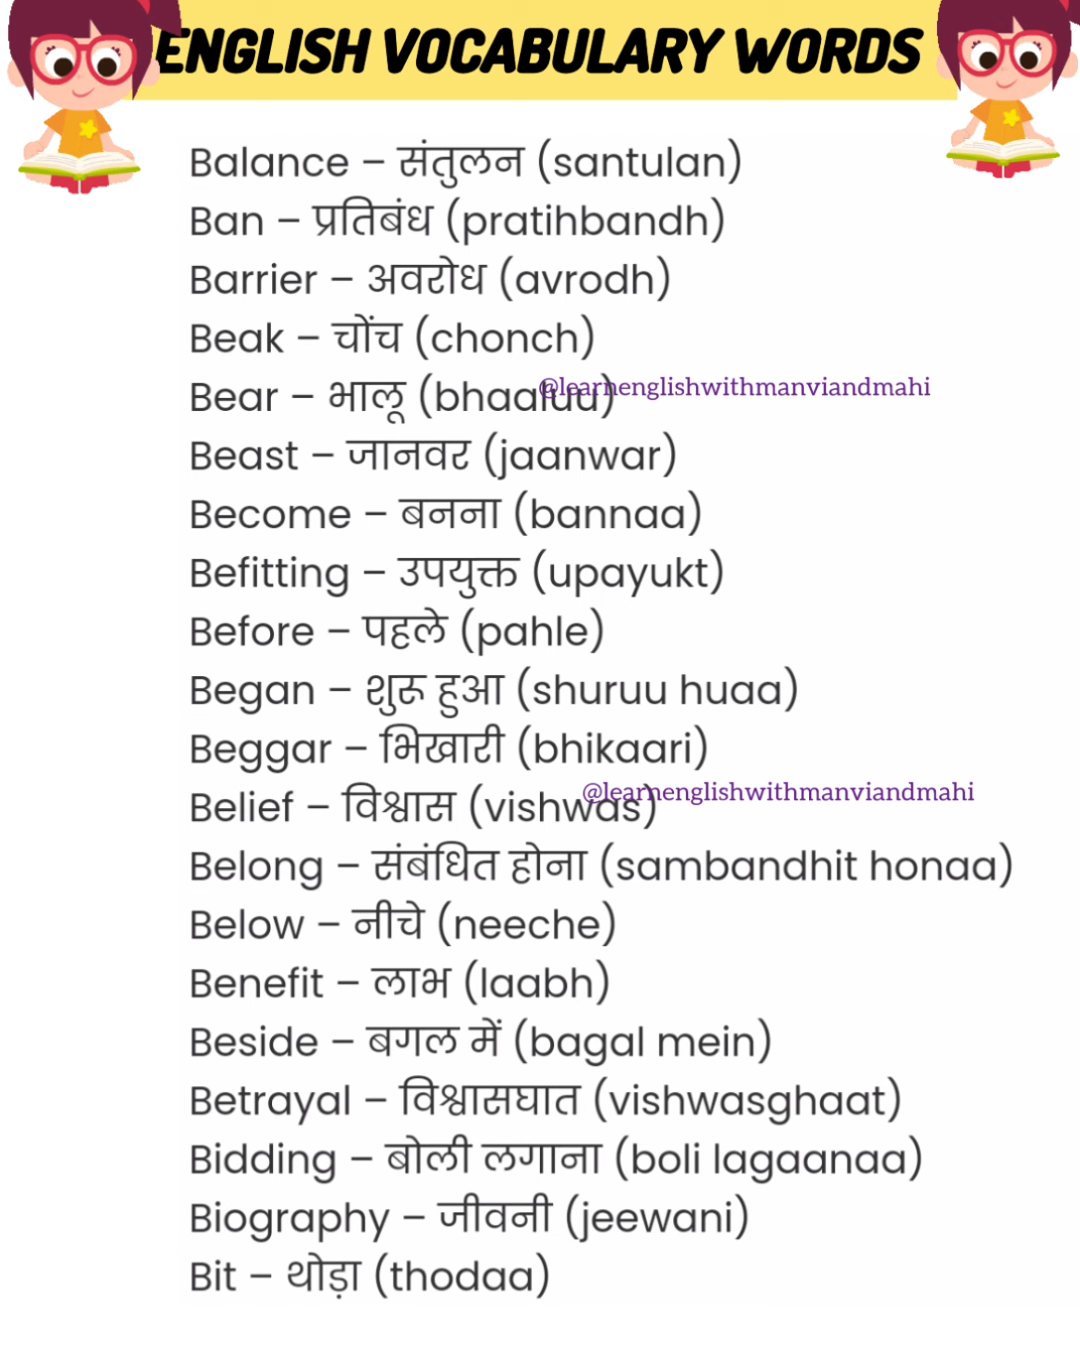 ENGLISH VOCABULARY WORDS
Balance – संतुलन (santulan)
Ban – प्रतिबंध (pratihbandh)
Barrier – अवरोध (avrodh)
Beak – चोंच (chonch)
@learnenglishwithmanviandmahi
Bear – भालू (bhaaluu)
Beast – जानवर (jaanwar)
Become – बनना (bannaa)
Befitting – उपयुक्त (upayukt)
Before – पहले (pahle)
Began – शुरू हुआ (shuruu huaa)
Beggar – भिखारी (bhikaari)
@learnenglishwithmanviandmahi
Belief – विश्वास (vishwas)
Belong – संबंधित होना (sambandhit honaa)
Below – नीचे (neeche)
Benefit – लाभ (laabh)
Beside – बगल में (bagal mein)
Betrayal – विश्वासघात (vishwasghaat)
Bidding – बोली लगाना (boli lagaanaa)
Biography – जीवनी (jeewani)
Bit – थोड़ा (thodaa)